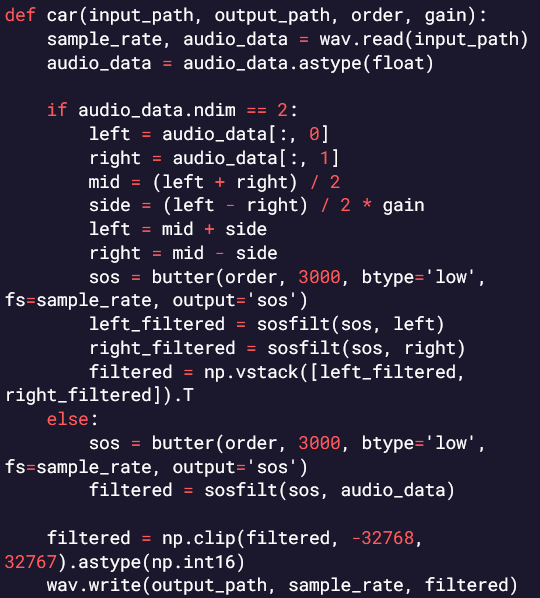 def car(input_path, output_path, order, gain):
    sample_rate, audio_data = wav.read(input_path)
    audio_data = audio_data.astype(float)

    if audio_data.ndim == 2:
        left = audio_data[:, 0]
        right = audio_data[:, 1]
        mid = (left + right) / 2
        side = (left - right) / 2 * gain
        left = mid + side
        right = mid - side
        sos = butter(order, 3000, btype='low',
fs=sample_rate, output='sos')
        left_filtered = sosfilt(sos, left)
        right_filtered = sosfilt(sos, right)
        filtered = np.vstack([left_filtered,
right_filtered]).T
    else:
        sos = butter(order, 3000, btype='low',
fs=sample_rate, output='sos')
        filtered = sosfilt(sos, audio_data)

    filtered = np.clip(filtered, -32768,
32767).astype(np.int16)
    wav.write(output_path, sample_rate, filtered)